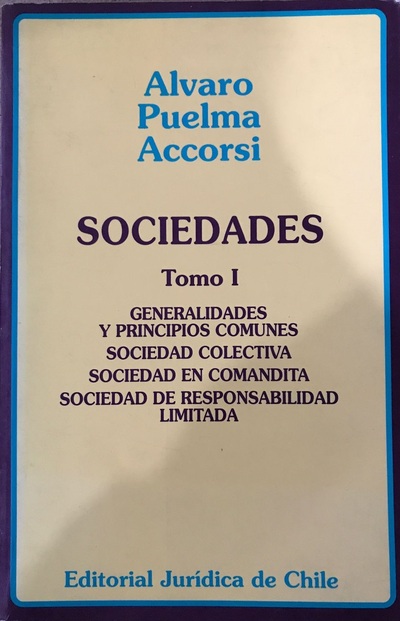 Alvaro
Puelma
Accorsi
SOCIEDADES
Tomo I
GENERALIDADES
Y PRINCIPIOS COMUNES
SOCIEDAD COLECTIVA
SOCIEDAD EN COMANDITA
SOCIEDAD DE RESPONSABILIDAD
LIMITADA
Editorial Jurídica de Chile